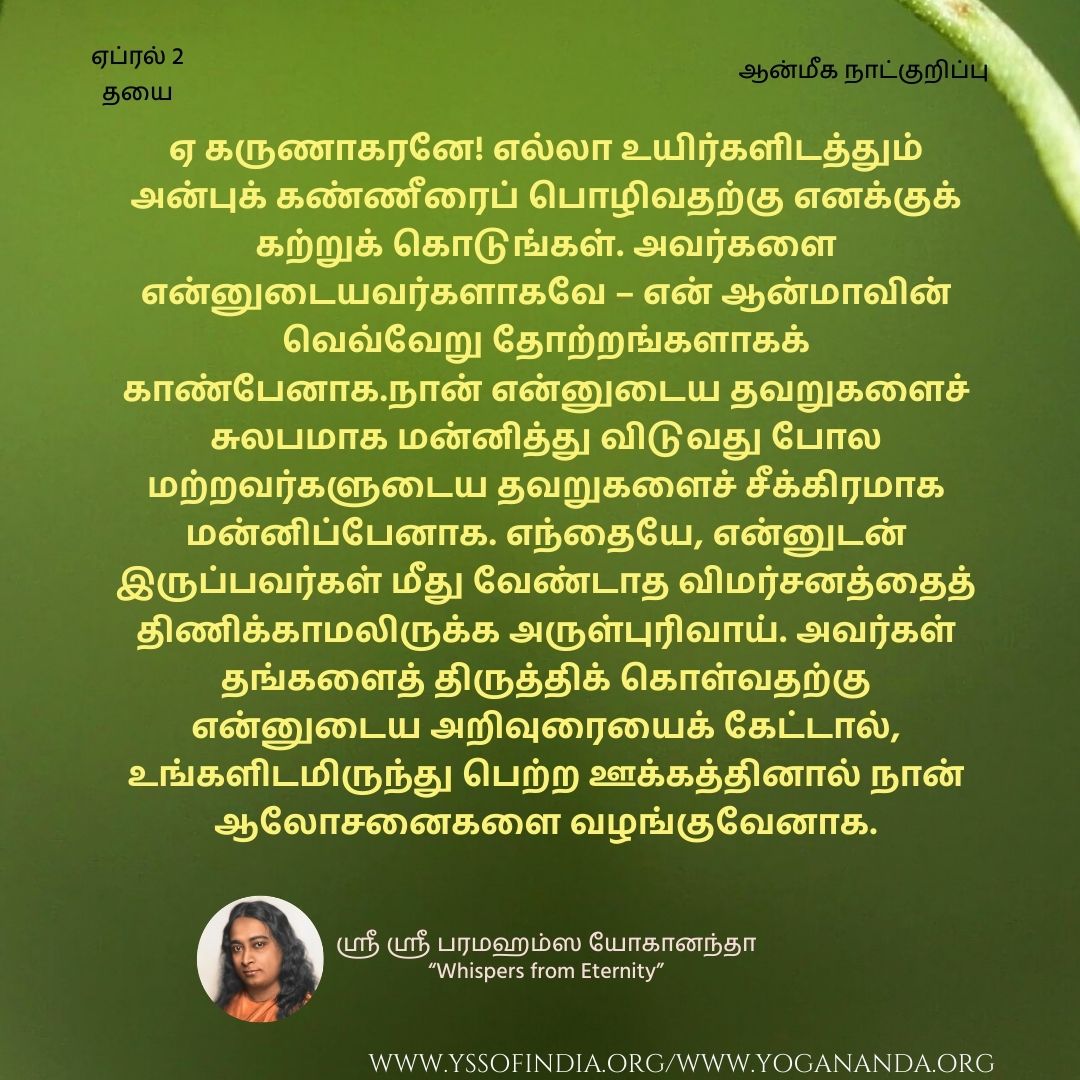 ஏப்ரல் 2
தயை
ஆன்மீக நாட்குறிப்பு
ஏ கருணாகரனே! எல்லா உயிர்களிடத்தும்
அன்புக் கண்ணீரைப் பொழிவதற்கு எனக்குக்
கற்றுக் கொடுங்கள். அவர்களை
என்னுடையவர்களாகவே – என் ஆன்மாவின்
வெவ்வேறு தோற்றங்களாகக்
காண்பேனாக.நான் என்னுடைய தவறுகளைச்
சுலபமாக மன்னித்து விடுவது போல
மற்றவர்களுடைய தவறுகளைச் சீக்கிரமாக
மன்னிப்பேனாக. எந்தையே, என்னுடன்
இருப்பவர்கள் மீது வேண்டாத விமர்சனத்தைத்
திணிக்காமலிருக்க அருள்புரிவாய். அவர்கள்
தங்களைத் திருத்திக் கொள்வதற்கு
என்னுடைய அறிவுரையைக் கேட்டால்,
உங்களிடமிருந்து பெற்ற ஊக்கத்தினால் நான்
ஆலோசனைகளை வழங்குவேனாக.
ஸ்ரீ ஸ்ரீ பரமஹம்ஸ யோகானந்தா
“Whispers from Eternity”
WWW.YSSOFINDIA.ORG/WWW.YOGANANDA.ORG